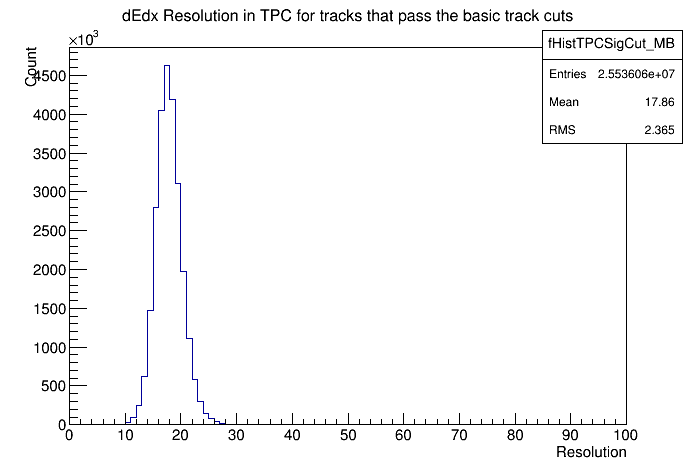 dEdx Resolution in TPC for tracks that pass the basic track cuts
×10³
Count
fHistTPCSigCut_MB
Entries 2.553606e+07
Mean 17.86
RMS 2.365
4500
4000
3500
3000
2500
2000
1500
1000
500
0
0 10 20 30 40 50 60 70 80 90 100
Resolution